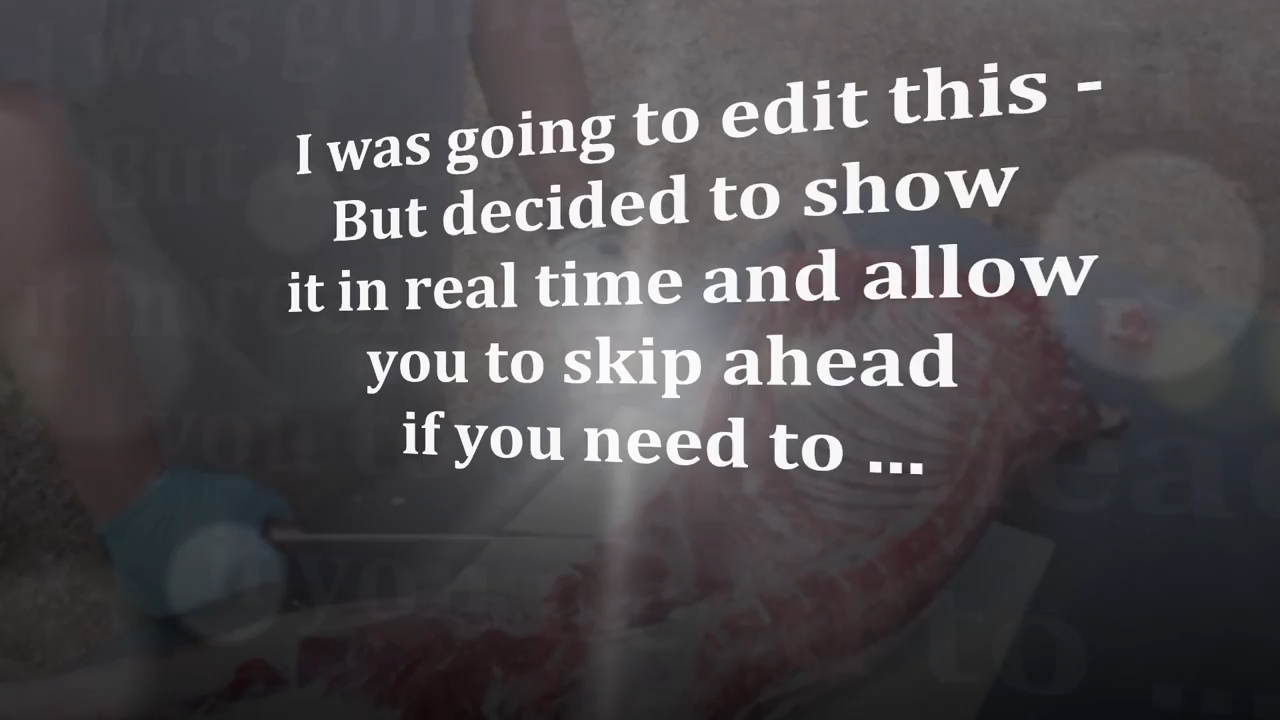 I was going to edit this -
But decided to show
it in real time and allow
you to skip ahead
if you need to ...